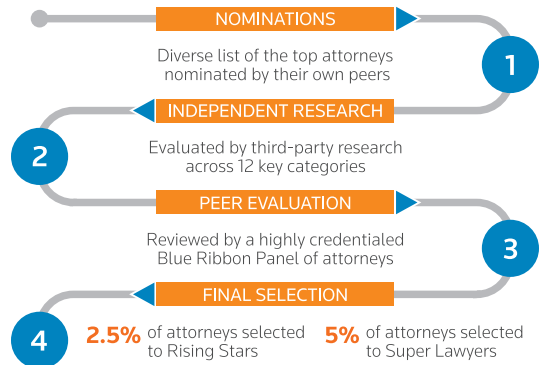 NOMINATIONS
Diverse list of the top attorneys
nominated by their own peers
1
INDEPENDENT RESEARCH
Evaluated by third-party research
across 12 key categories
2
PEER EVALUATION
Reviewed by a highly credentialed
Blue Ribbon Panel of attorneys
3
FINAL SELECTION
4
2.5% of attorneys selected
to Rising Stars
5% of attorneys selected
to Super Lawyers